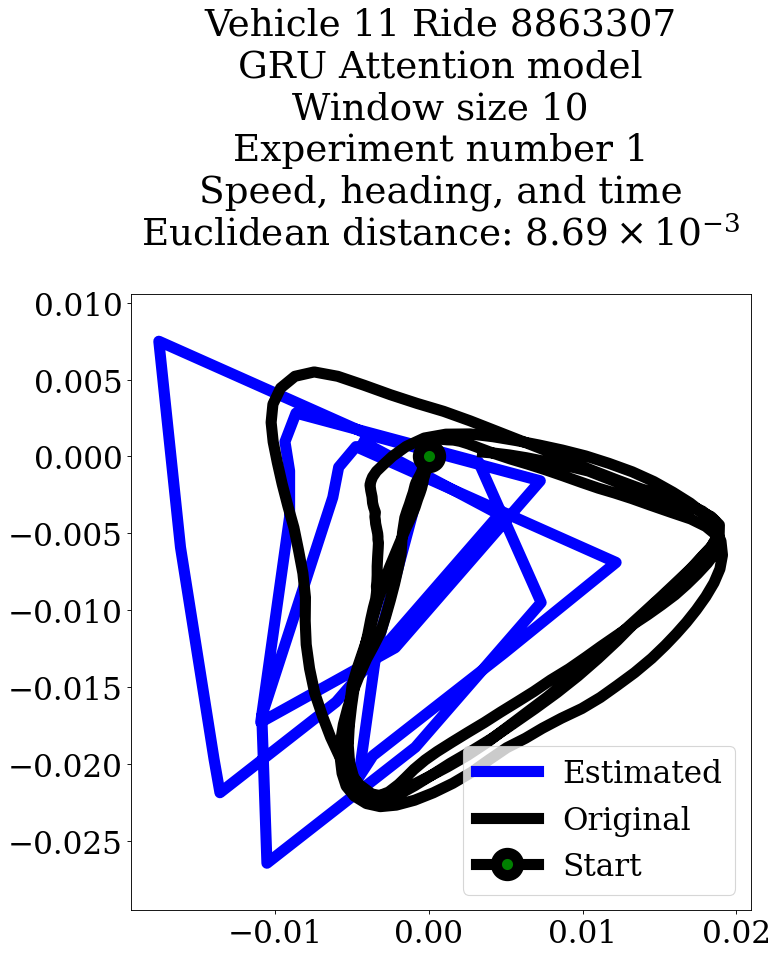 Vehicle 11 Ride 8863307
GRU Attention model
Window size 10
Experiment number 1
Speed, heading, and time
Euclidean distance: 8.69 × 10⁻³
0.010
0.005
0.000
−0.005
−0.010
−0.015
−0.020
−0.025
Estimated
Original
Start
−0.01
0.00
0.01
0.02